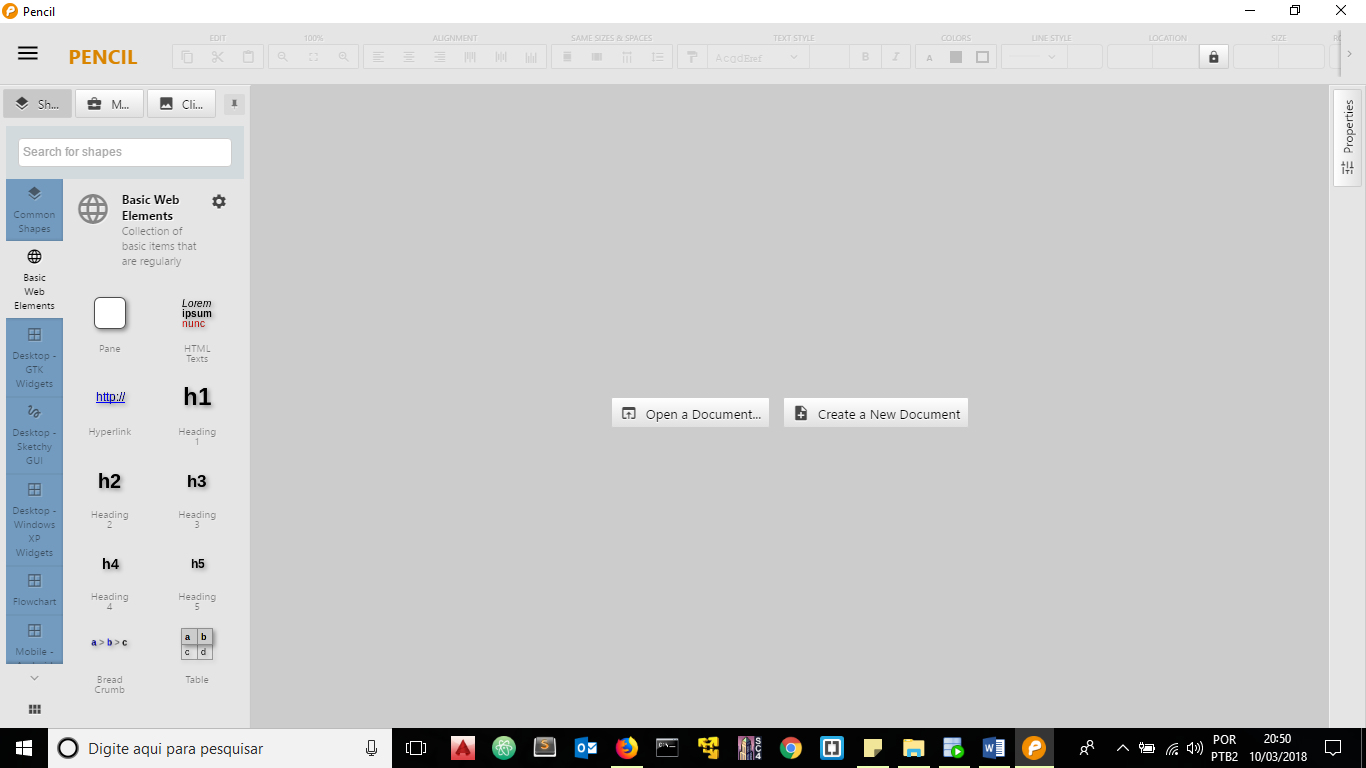 Pencil
PENCIL
EDIT
100%
ALIGNMENT
SAME SIZES & SPACES
TEXT STYLE
COLORS
LINE STYLE
LOCATION
SIZE
AaQqEeRrf
B
I
A
Sh...
M...
Cli...
Search for shapes
Common
Shapes
Basic
Web
Elements
Desktop -
GTK
Widgets
Desktop -
Sketchy
GUI
Desktop -
Windows
XP
Widgets
Flowchart
Mobile -
Basic Web
Elements
Collection of
basic items that
are regularly
Pane
Lorem
ipsum
nunc
HTML
Texts
http://
Hyperlink
h1
Heading
1
h2
Heading
2
h3
Heading
3
h4
Heading
4
h5
Heading
5
a > b > c
Bread
Crumb
a b
c d
Table
Open a Document...
Create a New Document
Properties
Digite aqui para pesquisar
SC4
POR
PTB2
20:50
10/03/2018